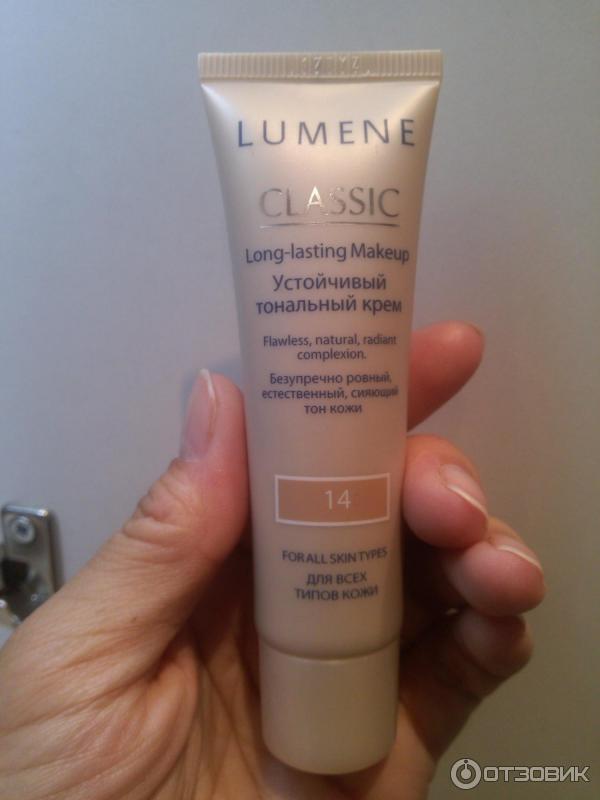 LUMENE
CLASSIC
Long-lasting Makeup
Устойчивый
тональный крем
Flawless, natural, radiant
complexion.
Безупречно ровный,
естественный, сияющий
тон кожи
14
FOR ALL SKIN TYPES
ДЛЯ ВСЕХ
ТИПОВ КОЖИ
ОТЗОВИК